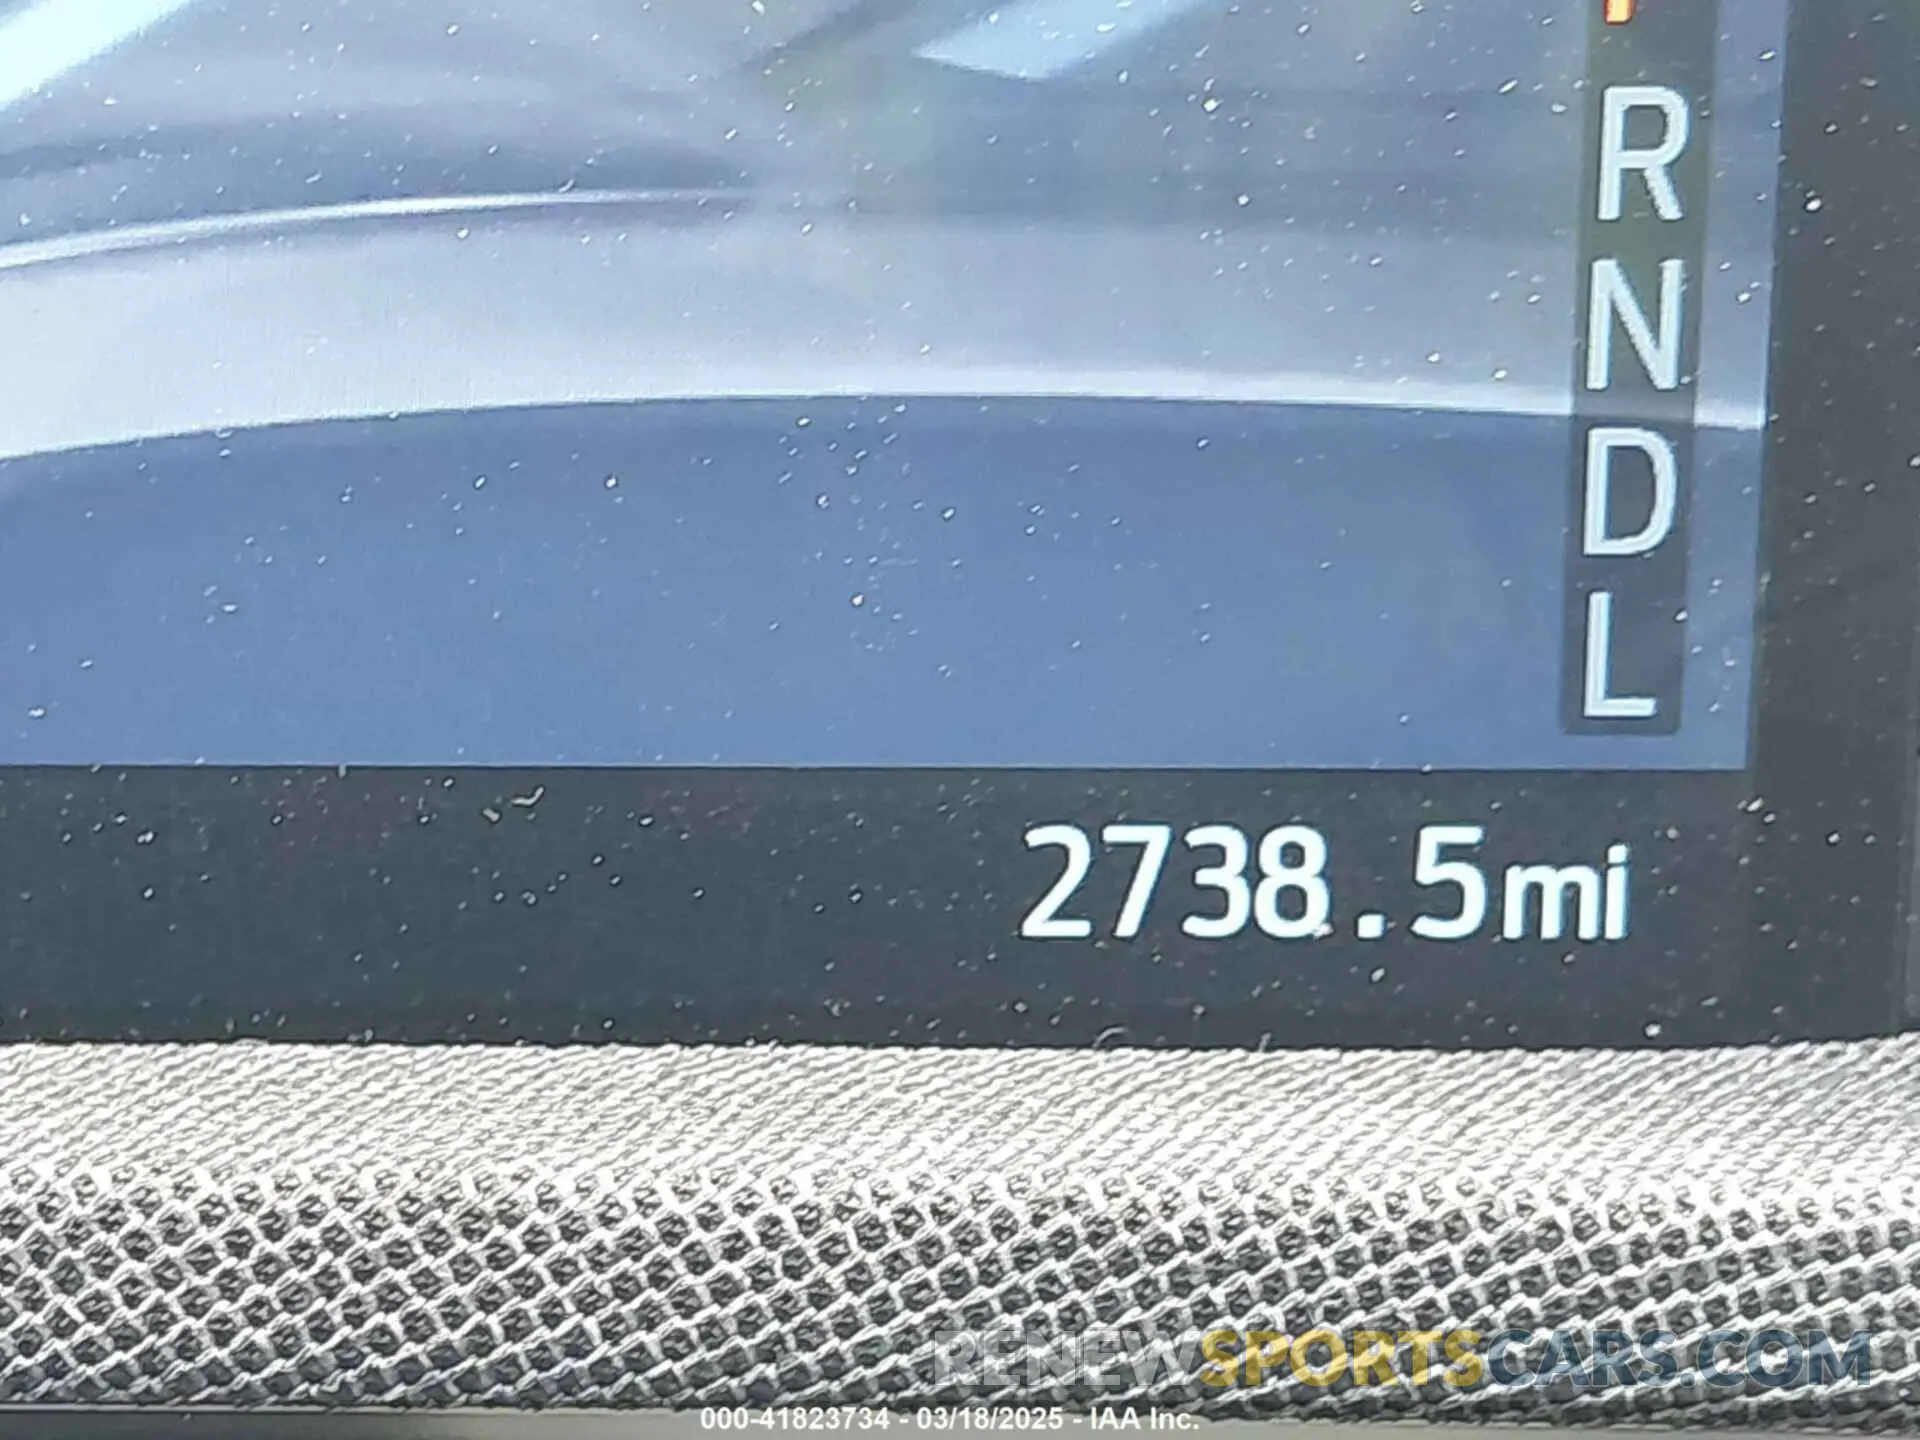 R
N
D
L
2738.5mi
RENEWSPORTSCARS.COM
000-41823734 - 03/18/2025 - IAA Inc.